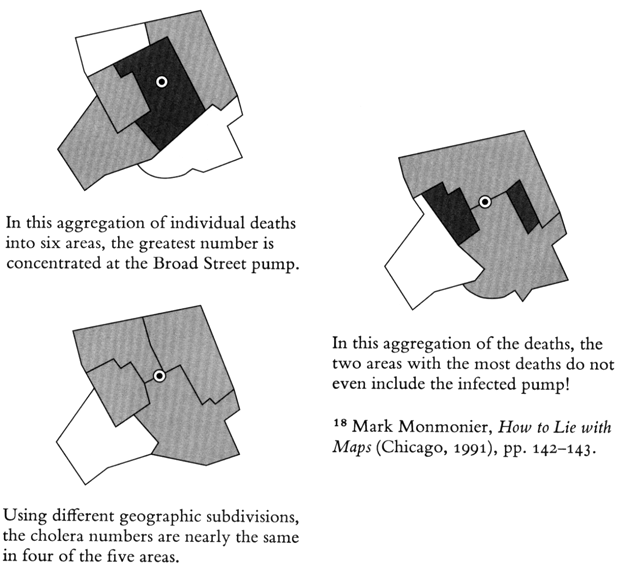 In this aggregation of individual deaths
into six areas, the greatest number is
concentrated at the Broad Street pump.
Using different geographic subdivisions,
the cholera numbers are nearly the same
in four of the five areas.
In this aggregation of the deaths, the
two areas with the most deaths do not
even include the infected pump!
18 Mark Monmonier, How to Lie with
Maps (Chicago, 1991), pp. 142–143.